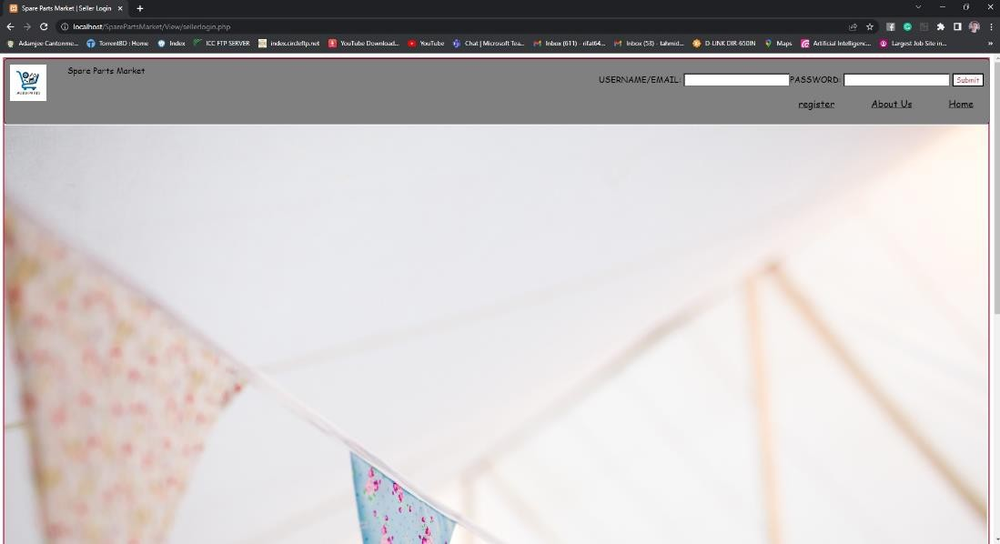 Spare Parts Market | Seller Login
localhost/SparePartsMarket/View/sellerlogin.php
Adamjee Cantonme... TorrentBD : Home Index ICC FTP SERVER index.circleftp.net YouTube Download... YouTube Chat | Microsoft Tea... Inbox (611) - rifat64... Inbox (53) - tahmid... D-LINK DIR-650IN Maps Artificial Intelligenc... Largest Job Site in... »
AUTO PARTS
Spare Parts Market
USERNAME/EMAIL: PASSWORD: Submit
register About Us Home